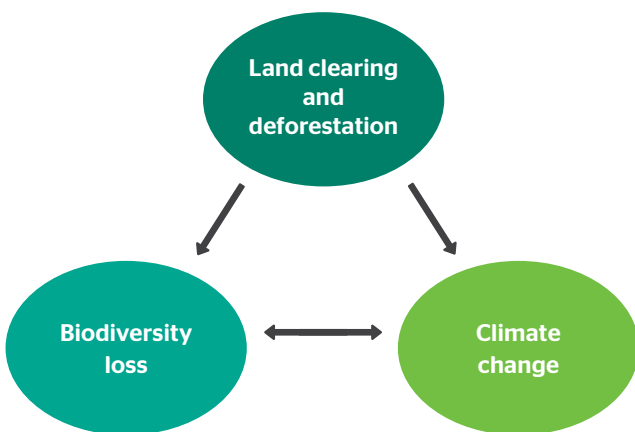 Land clearing
and
deforestation
Biodiversity
loss
Climate
change